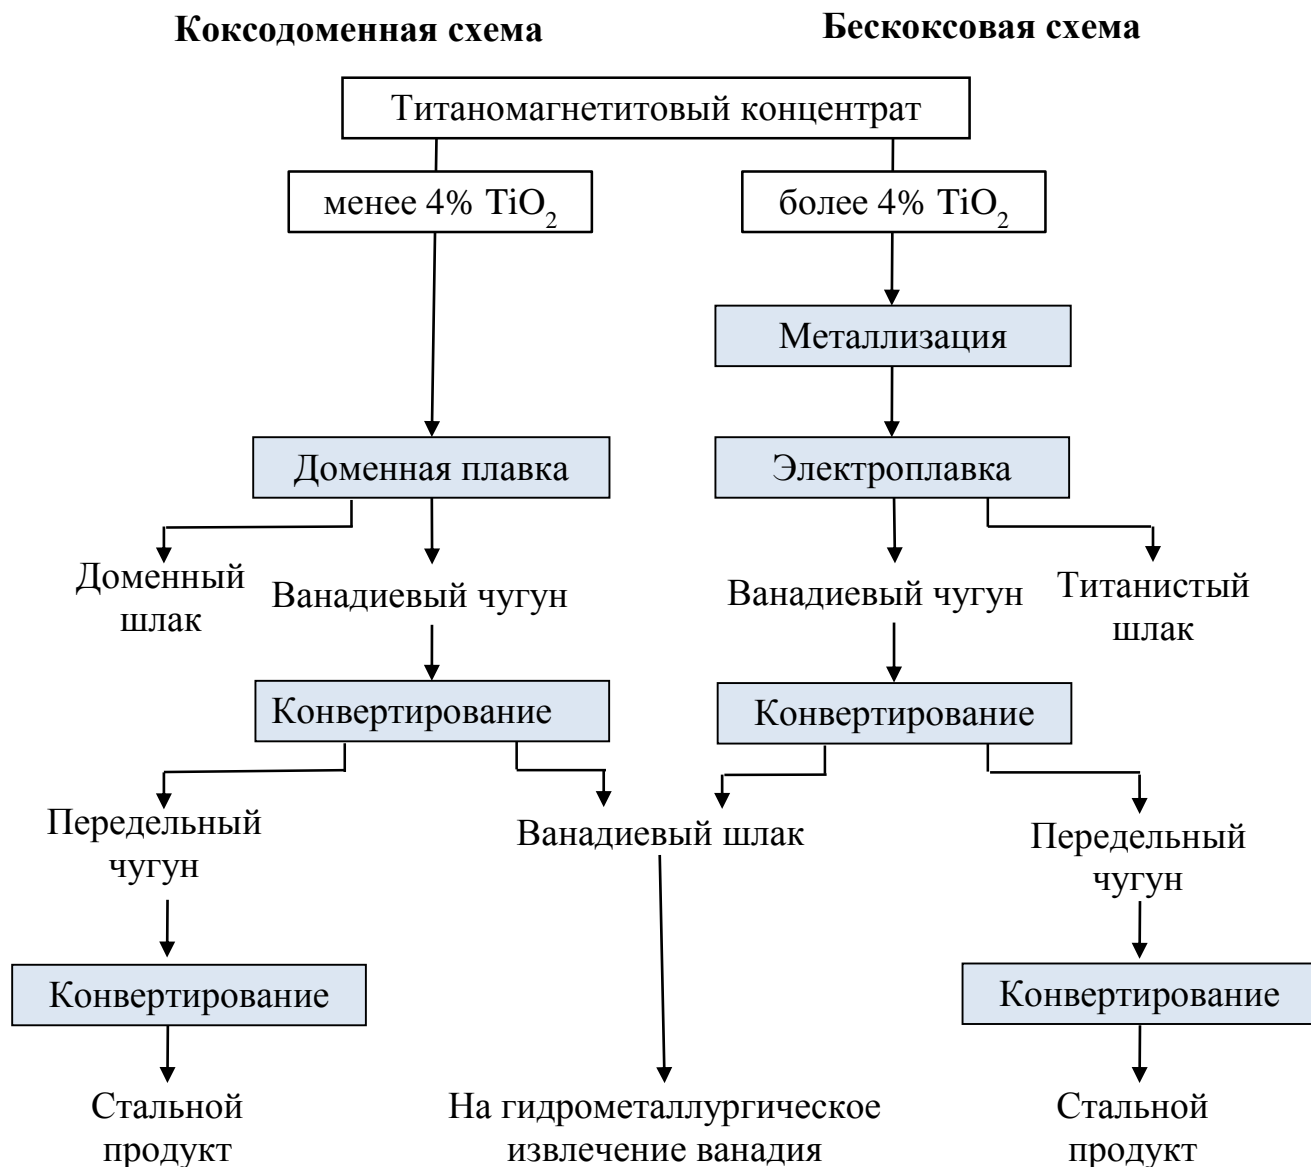 Коксодоменная схема
Бескоксовая схема
Титаномагнетитовый концентрат
менее 4% TiO₂
более 4% TiO₂
Металлизация
Доменная плавка
Электроплавка
Доменный
шлак
Ванадиевый чугун
Ванадиевый чугун
Титанистый
шлак
Конвертирование
Конвертирование
Передельный
чугун
Ванадиевый шлак
Передельный
чугун
Конвертирование
Конвертирование
Стальной
продукт
На гидрометаллургическое
извлечение ванадия
Стальной
продукт